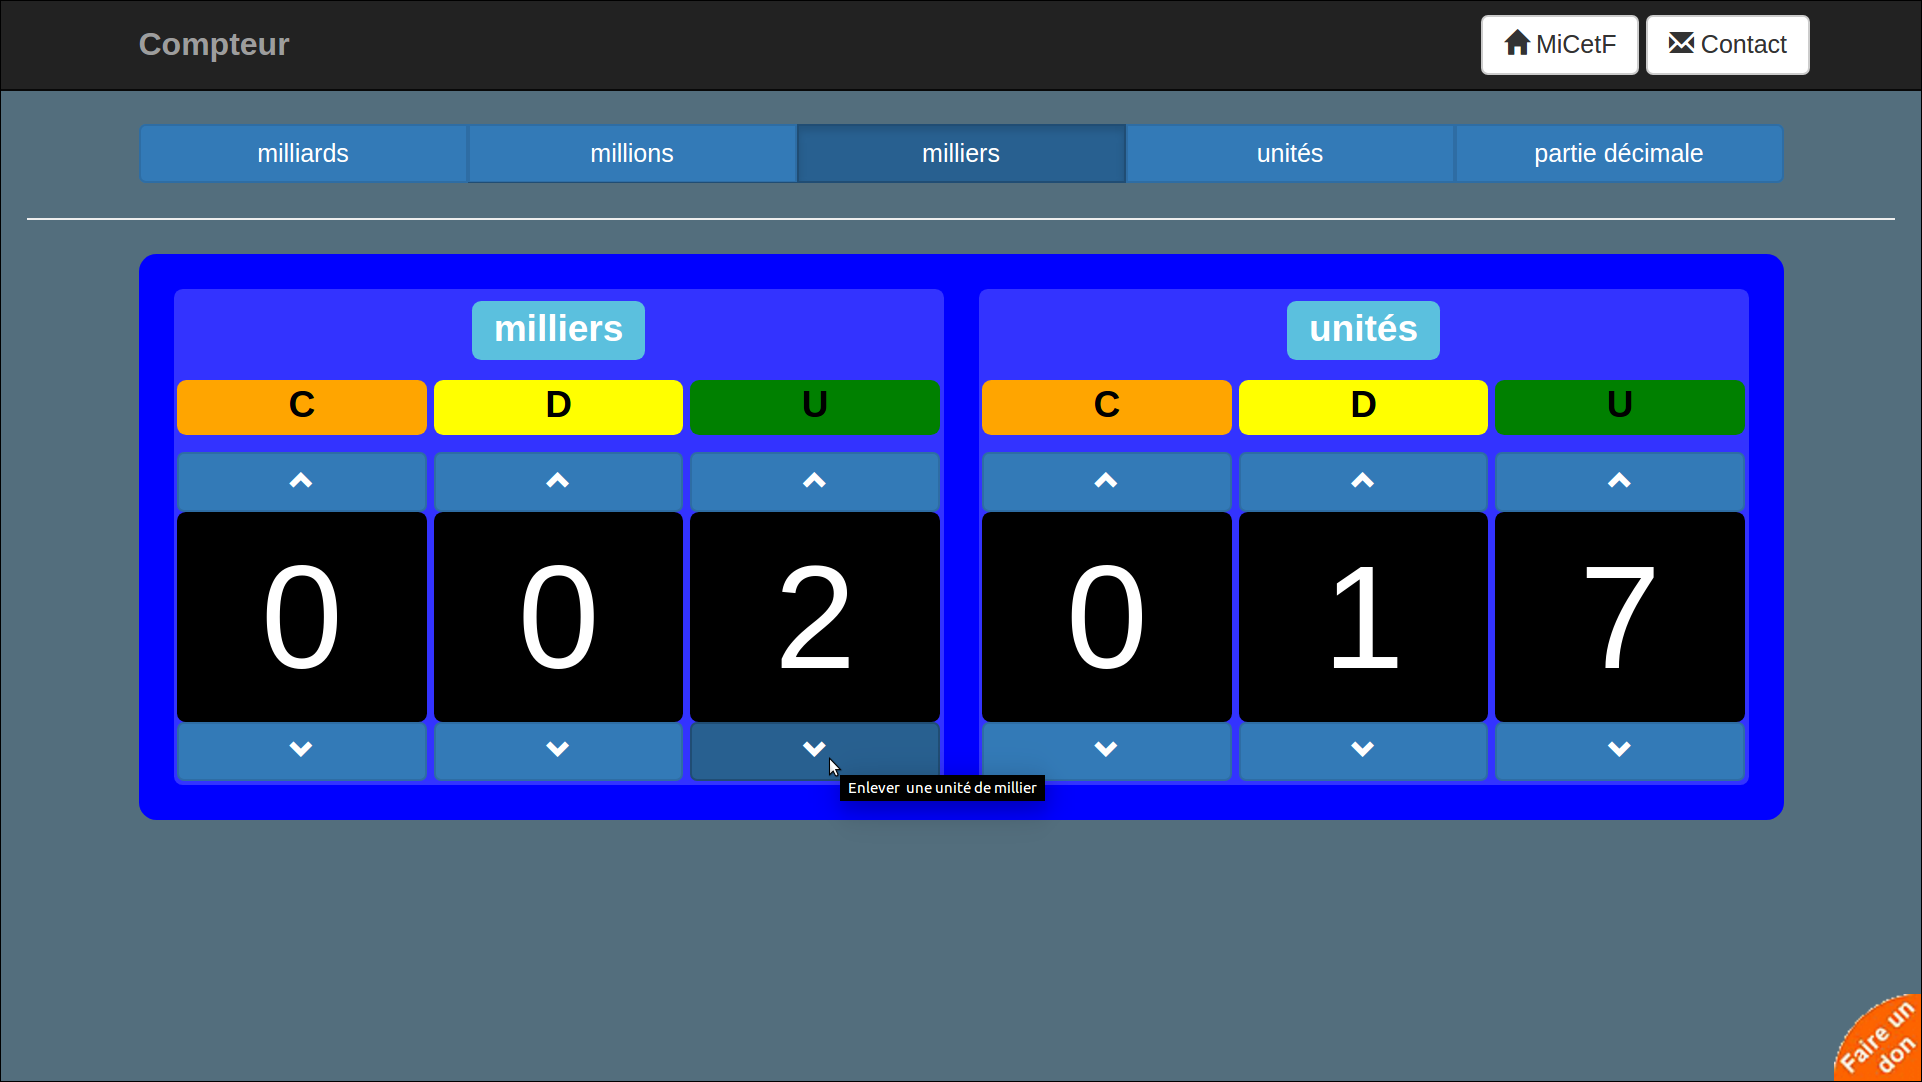 Compteur
MiCetF
Contact
milliards
millions
milliers
unités
partie décimale
milliers
unités
C D U C D U
0 0 2 0 1 7
Enlever une unité de millier
Faire un
don